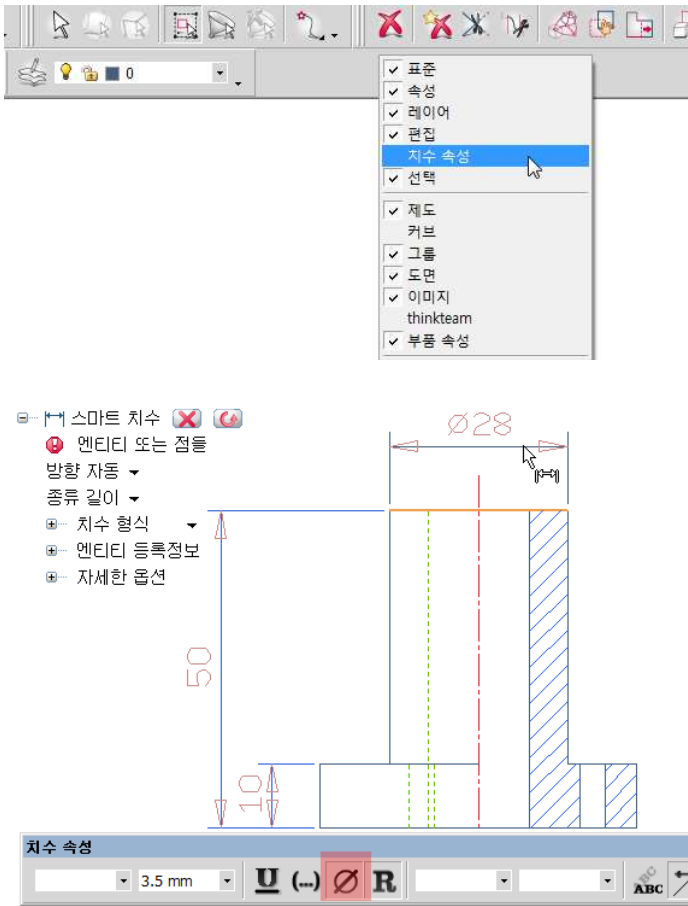 0
표준
속성
레이어
편집
치수 속성
선택
제도
커브
그룹
도면
이미지
thinkteam
부품 속성
스마트 치수
엔티티 또는 점들
방향 자동
종류 길이
치수 형식
엔티티 등록정보
자세한 옵션
Ø28
50
10
치수 속성
3.5 mm U (...) Ø R ABC ABC